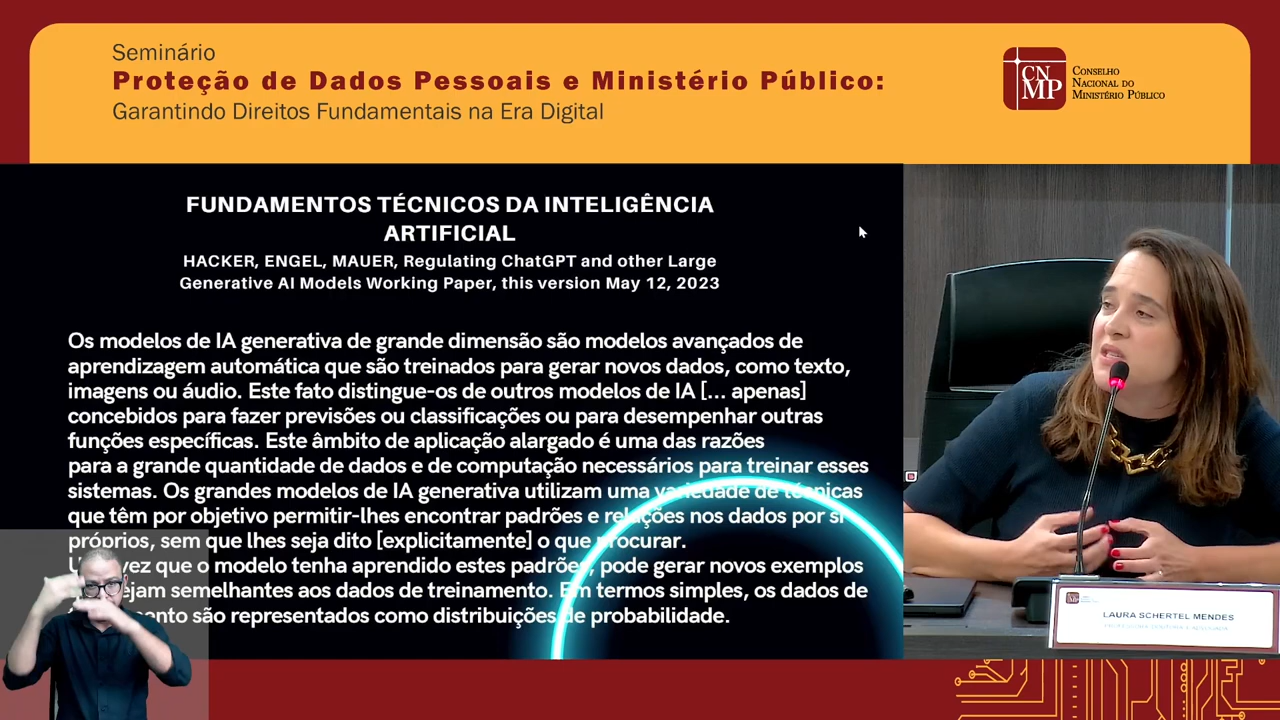 Seminário
Proteção de Dados Pessoais e Ministério Público:
Garantindo Direitos Fundamentais na Era Digital
CN
MP
CONSELHO
NACIONAL DO
MINISTÉRIO PÚBLICO
FUNDAMENTOS TÉCNICOS DA INTELIGÊNCIA
ARTIFICIAL
HACKER, ENGEL, MAUER, Regulating ChatGPT and other Large
Generative AI Models Working Paper, this version May 12, 2023
Os modelos de IA generativa de grande dimensão são modelos avançados de
aprendizagem automática que são treinados para gerar novos dados, como texto,
imagens ou áudio. Este fato distingue-os de outros modelos de IA [... apenas]
concebidos para fazer previsões ou classificações ou para desempenhar outras
funções específicas. Este âmbito de aplicação alargado é uma das razões
para a grande quantidade de dados e de computação necessários para treinar esses
sistemas. Os grandes modelos de IA generativa utilizam uma variedade de técnicas
que têm por objetivo permitir-lhes encontrar padrões e relações nos dados por si
próprios, sem que lhes seja dito [explicitamente] o que procurar.
vez que o modelo tenha aprendido estes padrões, pode gerar novos exemplos
semelhantes aos dados de treinamento. Em termos simples, os dados de
são representados como distribuições de probabilidade.
LAURA SCHERTEL MENDES